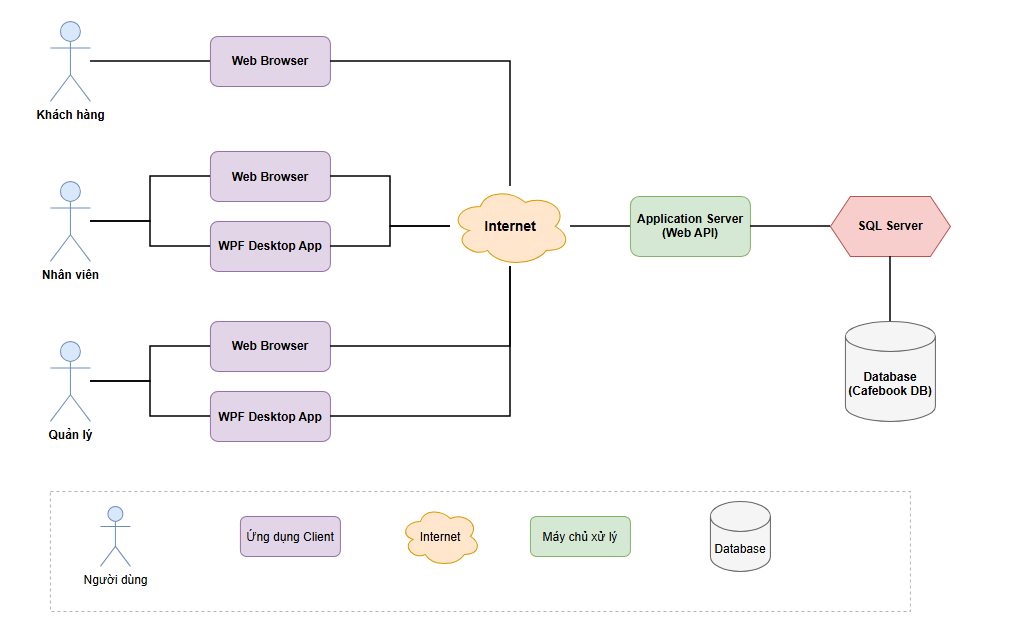 Web Browser
Khách hàng
Web Browser
WPF Desktop App
Nhân viên
Internet
Application Server
(Web API)
SQL Server
Web Browser
WPF Desktop App
Quản lý
Database
(Cafebook DB)
Người dùng
Ứng dụng Client
Internet
Máy chủ xử lý
Database